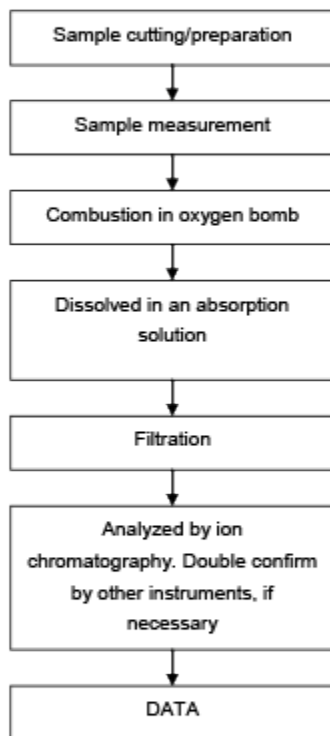 Sample cutting/preparation
Sample measurement
Combustion in oxygen bomb
Dissolved in an absorption
solution
Filtration
Analyzed by ion
chromatography. Double confirm
by other instruments, if
necessary
DATA